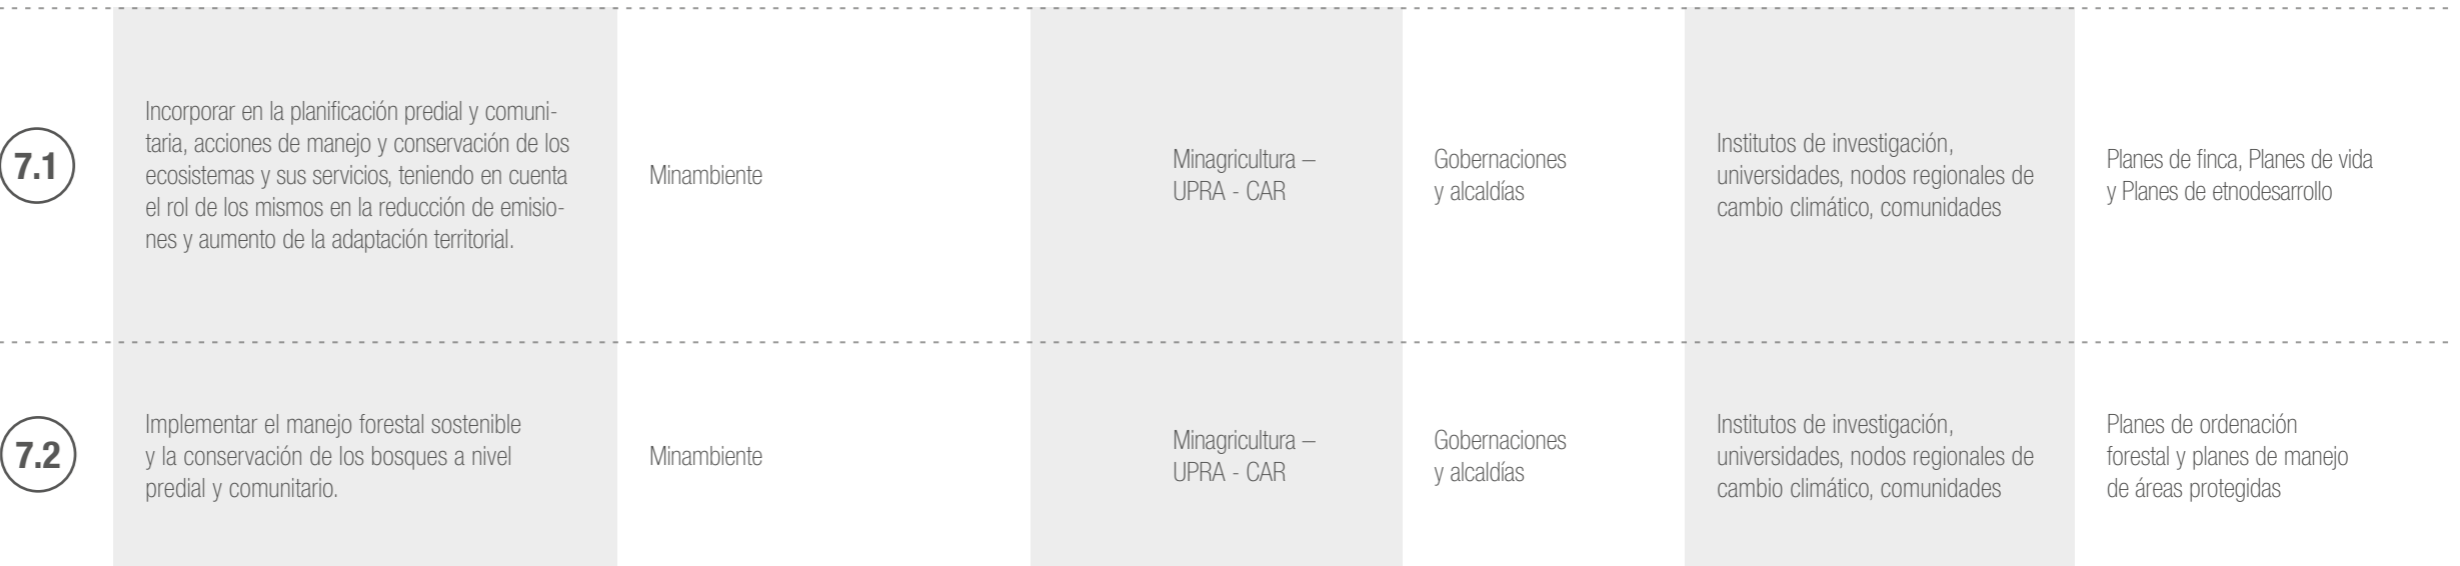 7.1
Incorporar en la planificación predial y comuni-
taria, acciones de manejo y conservación de los
ecosistemas y sus servicios, teniendo en cuenta
el rol de los mismos en la reducción de emisio-
nes y aumento de la adaptación territorial.
Minambiente
Minagricultura –
UPRA - CAR
Gobernaciones
y alcaldías
Institutos de investigación,
universidades, nodos regionales de
cambio climático, comunidades
Planes de finca, Planes de vida
y Planes de etnodesarrollo
7.2
Implementar el manejo forestal sostenible
y la conservación de los bosques a nivel
predial y comunitario.
Minambiente
Minagricultura –
UPRA - CAR
Gobernaciones
y alcaldías
Institutos de investigación,
universidades, nodos regionales de
cambio climático, comunidades
Planes de ordenación
forestal y planes de manejo
de áreas protegidas